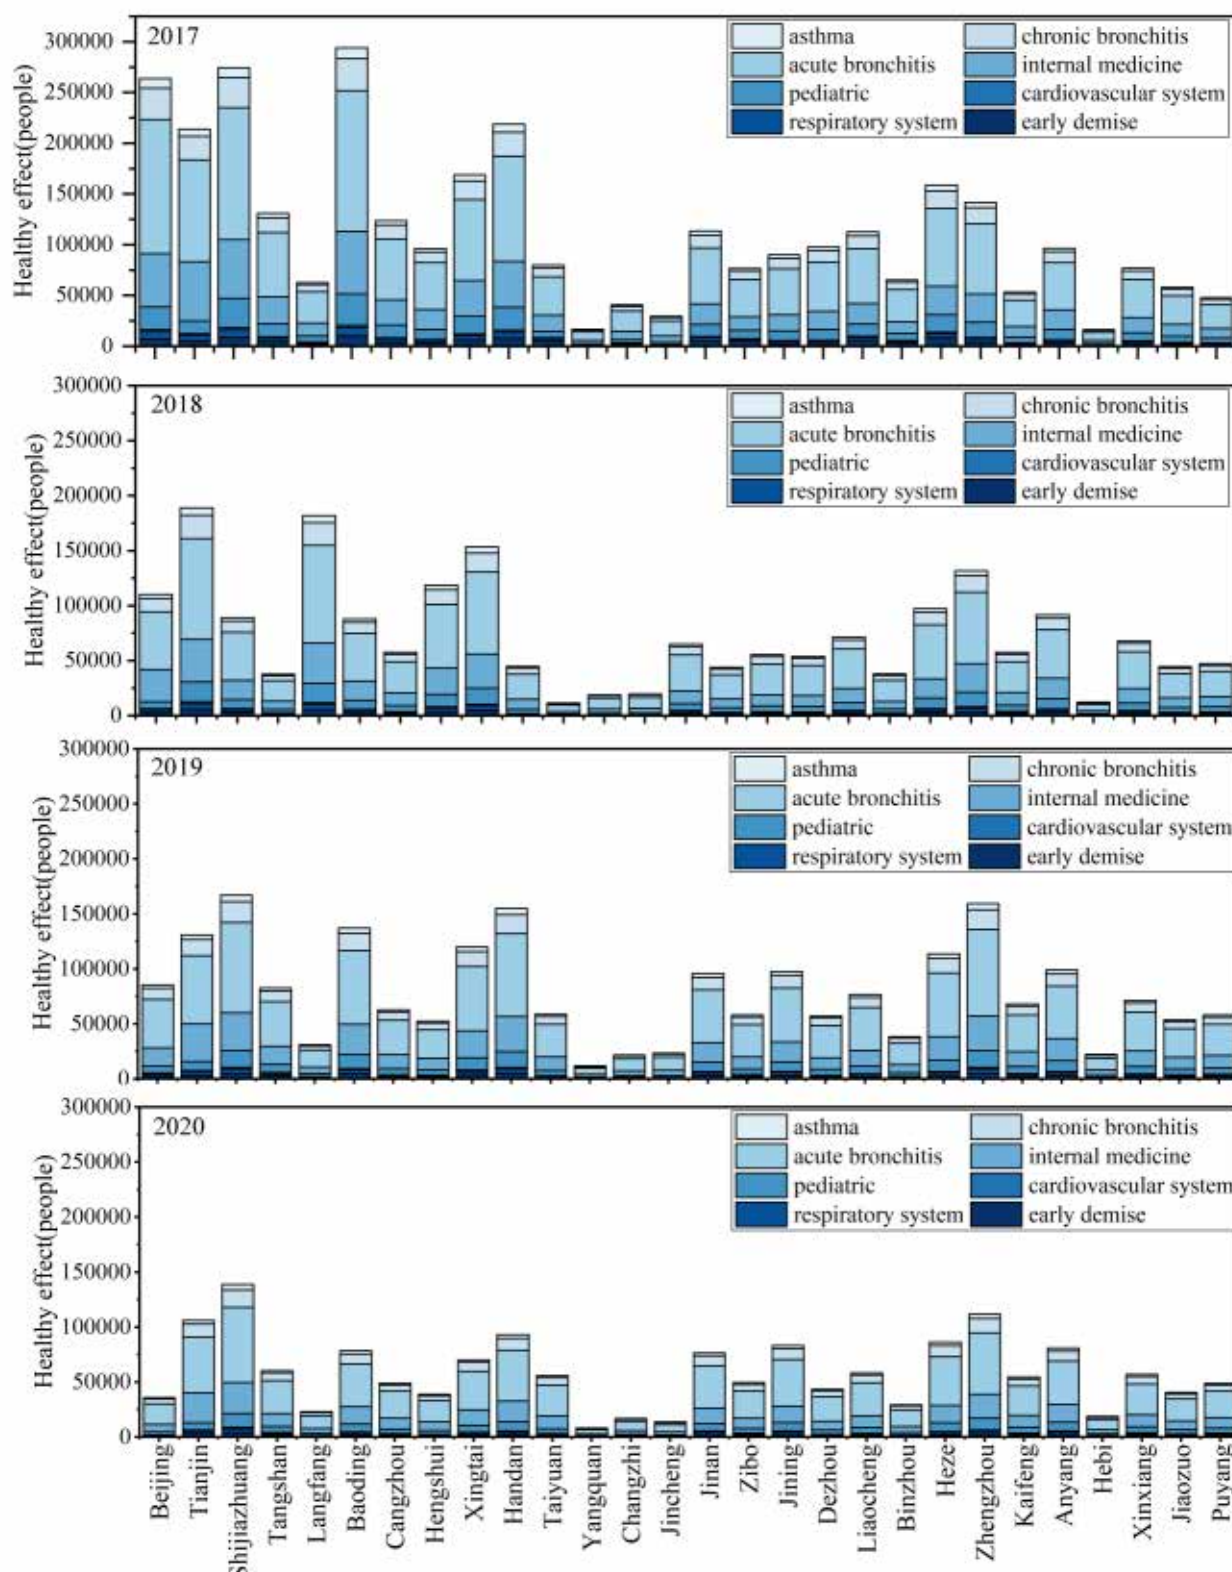 2017
asthma chronic bronchitis
acute bronchitis internal medicine
pediatric cardiovascular system
respiratory system early demise
Healthy effect(people)
300000
250000
200000
150000
100000
50000
0
2018
asthma chronic bronchitis
acute bronchitis internal medicine
pediatric cardiovascular system
respiratory system early demise
Healthy effect(people)
300000
250000
200000
150000
100000
50000
0
2019
asthma chronic bronchitis
acute bronchitis internal medicine
pediatric cardiovascular system
respiratory system early demise
Healthy effect(people)
300000
250000
200000
150000
100000
50000
0
2020
asthma chronic bronchitis
acute bronchitis internal medicine
pediatric cardiovascular system
respiratory system early demise
Healthy effect(people)
300000
250000
200000
150000
100000
50000
0
Beijing
Tianjin
Shijiazhuang
Tangshan
Langfang
Baoding
Cangzhou
Hengshui
Xingtai
Handan
Taiyuan
Yangquan
Changzhi
Jincheng
Jinan
Zibo
Jining
Dezhou
Liaocheng
Binzhou
Heze
Zhengzhou
Kaifeng
Anyang
Hebi
Xinxiang
Jiaozuo
Puyang